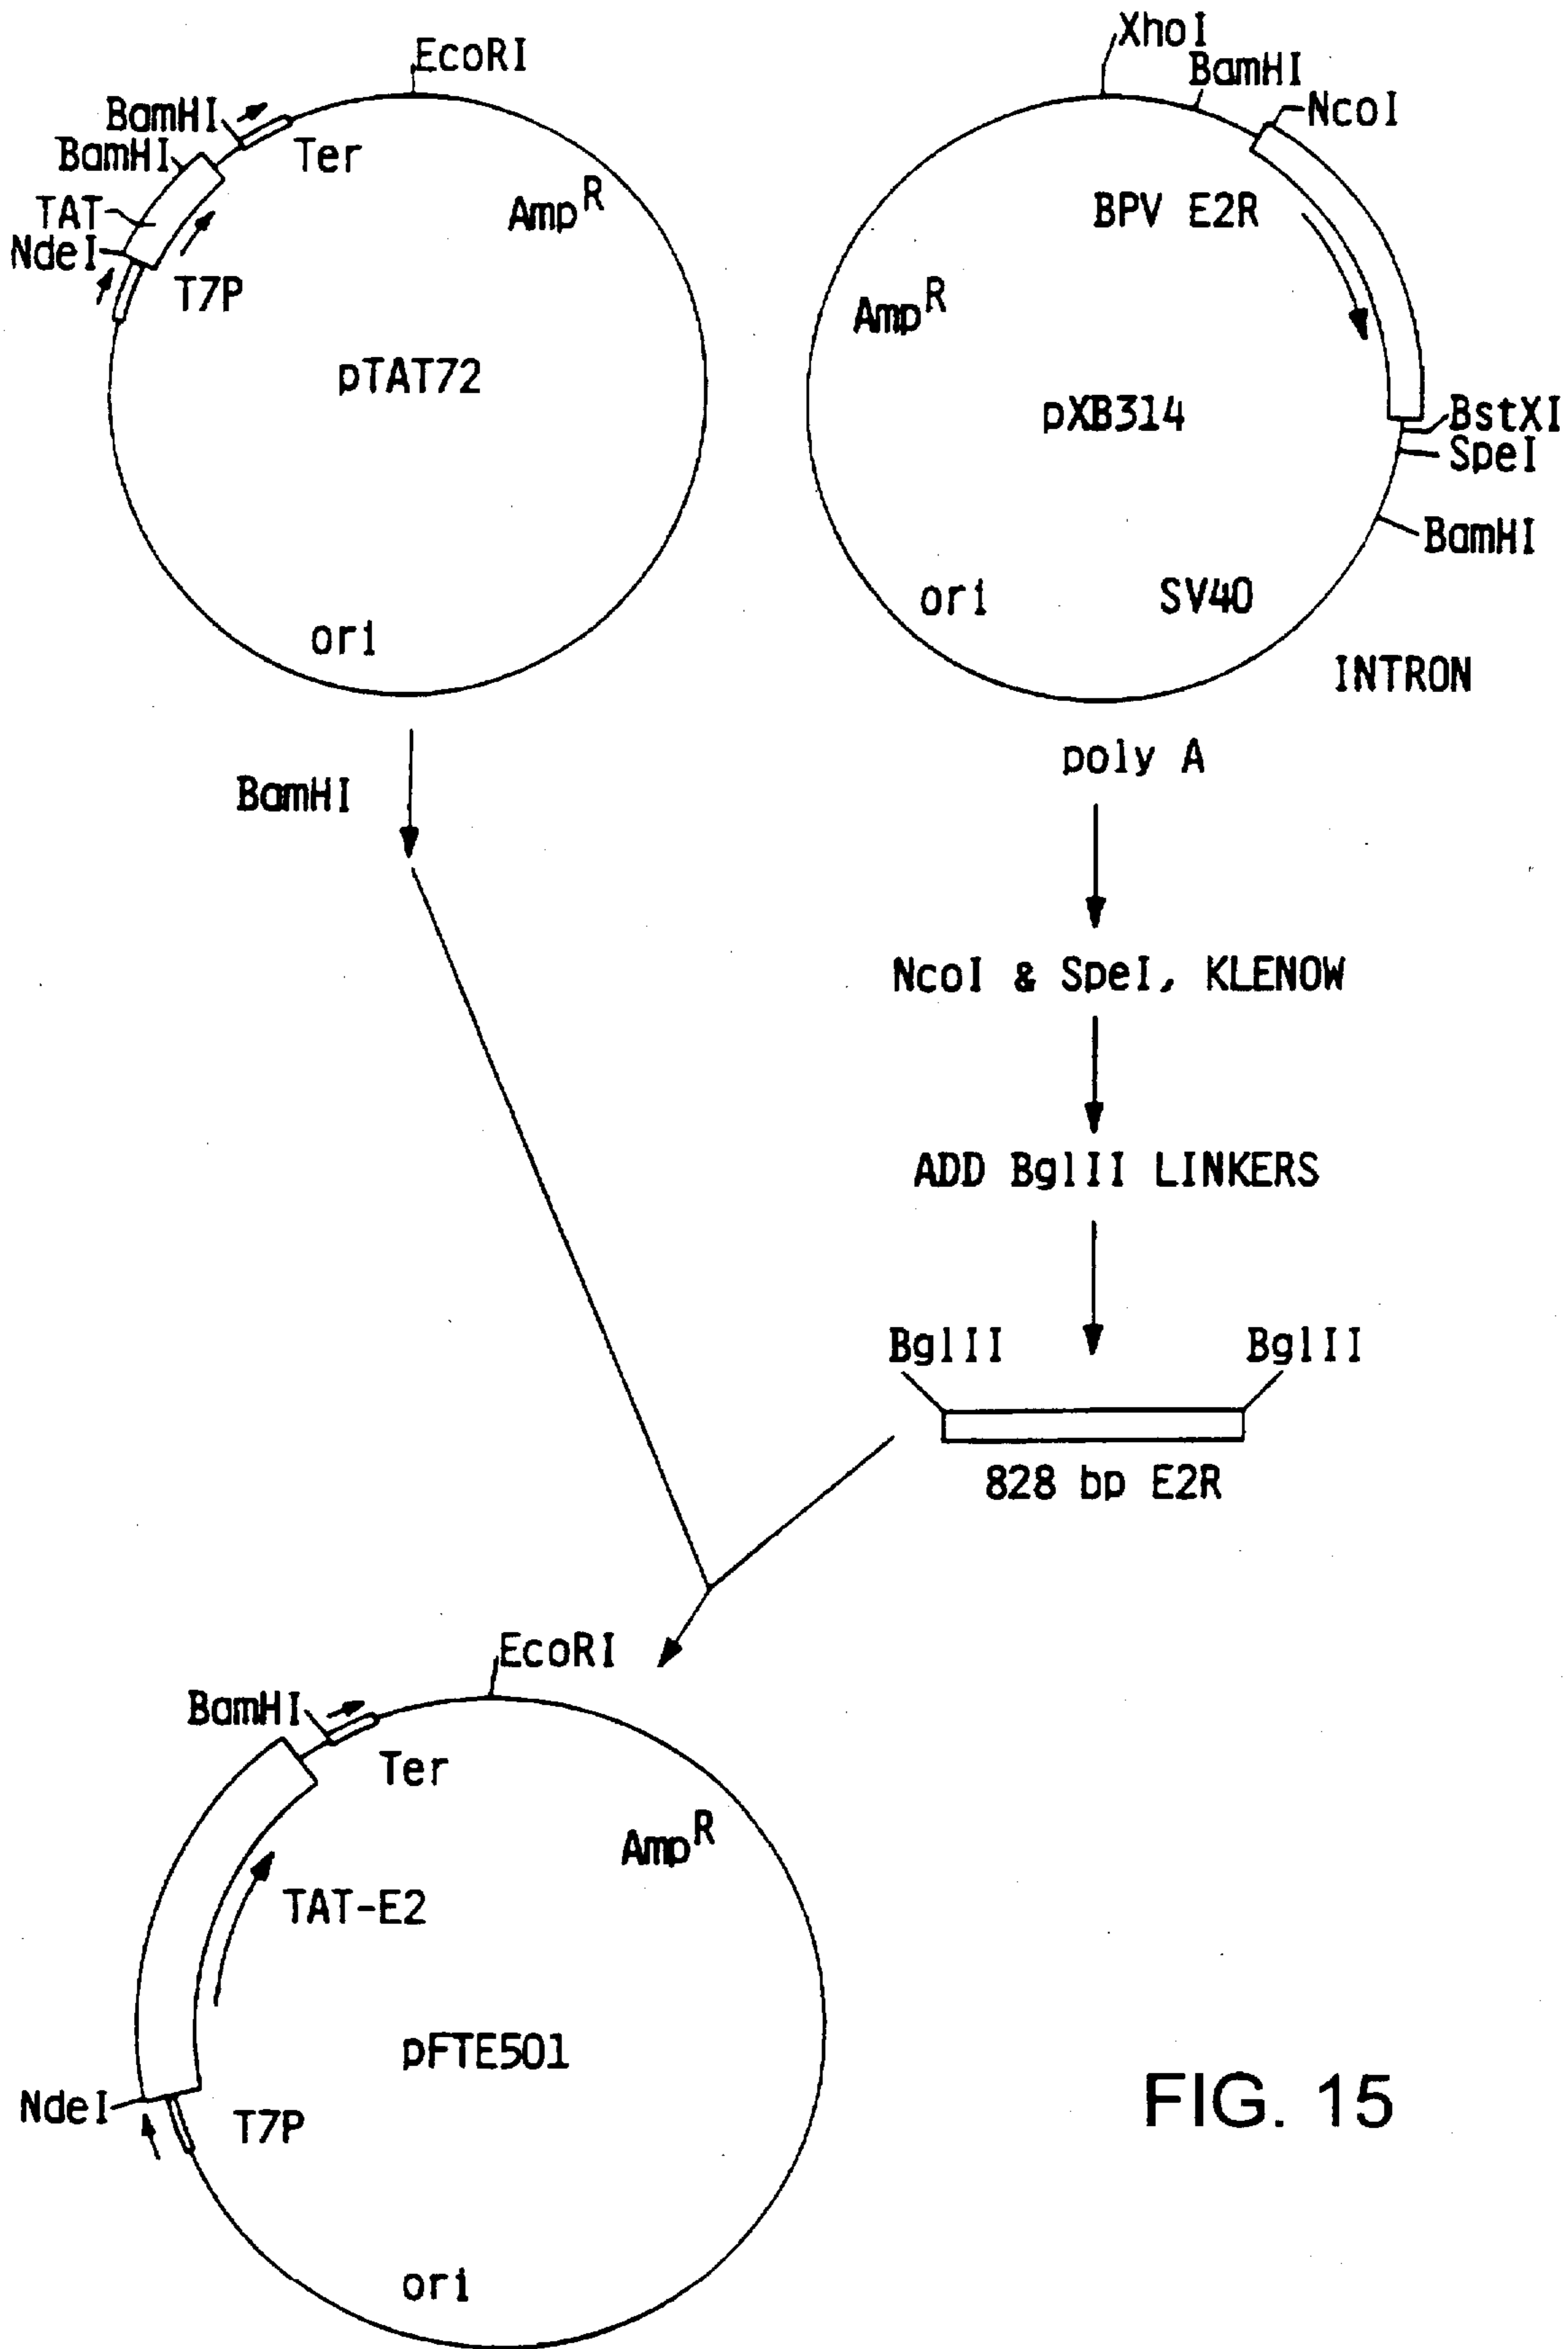 EcoRI
BamHI
BamHI
Ter
TAT
NdeI
T7P
Amp^R
pTAT72
ori
XhoI
BamHI
NcoI
BPV E2R
Amp^R
pXB314
BstXI
SpeI
BamHI
ori
SV40
INTRON
poly A
BamHI
NcoI & SpeI, KLENOW
ADD BglII LINKERS
BglII
BglII
828 bp E2R
EcoRI
BamHI
Ter
Amp^R
TAT-E2
pFTE501
NdeI
T7P
ori
FIG. 15